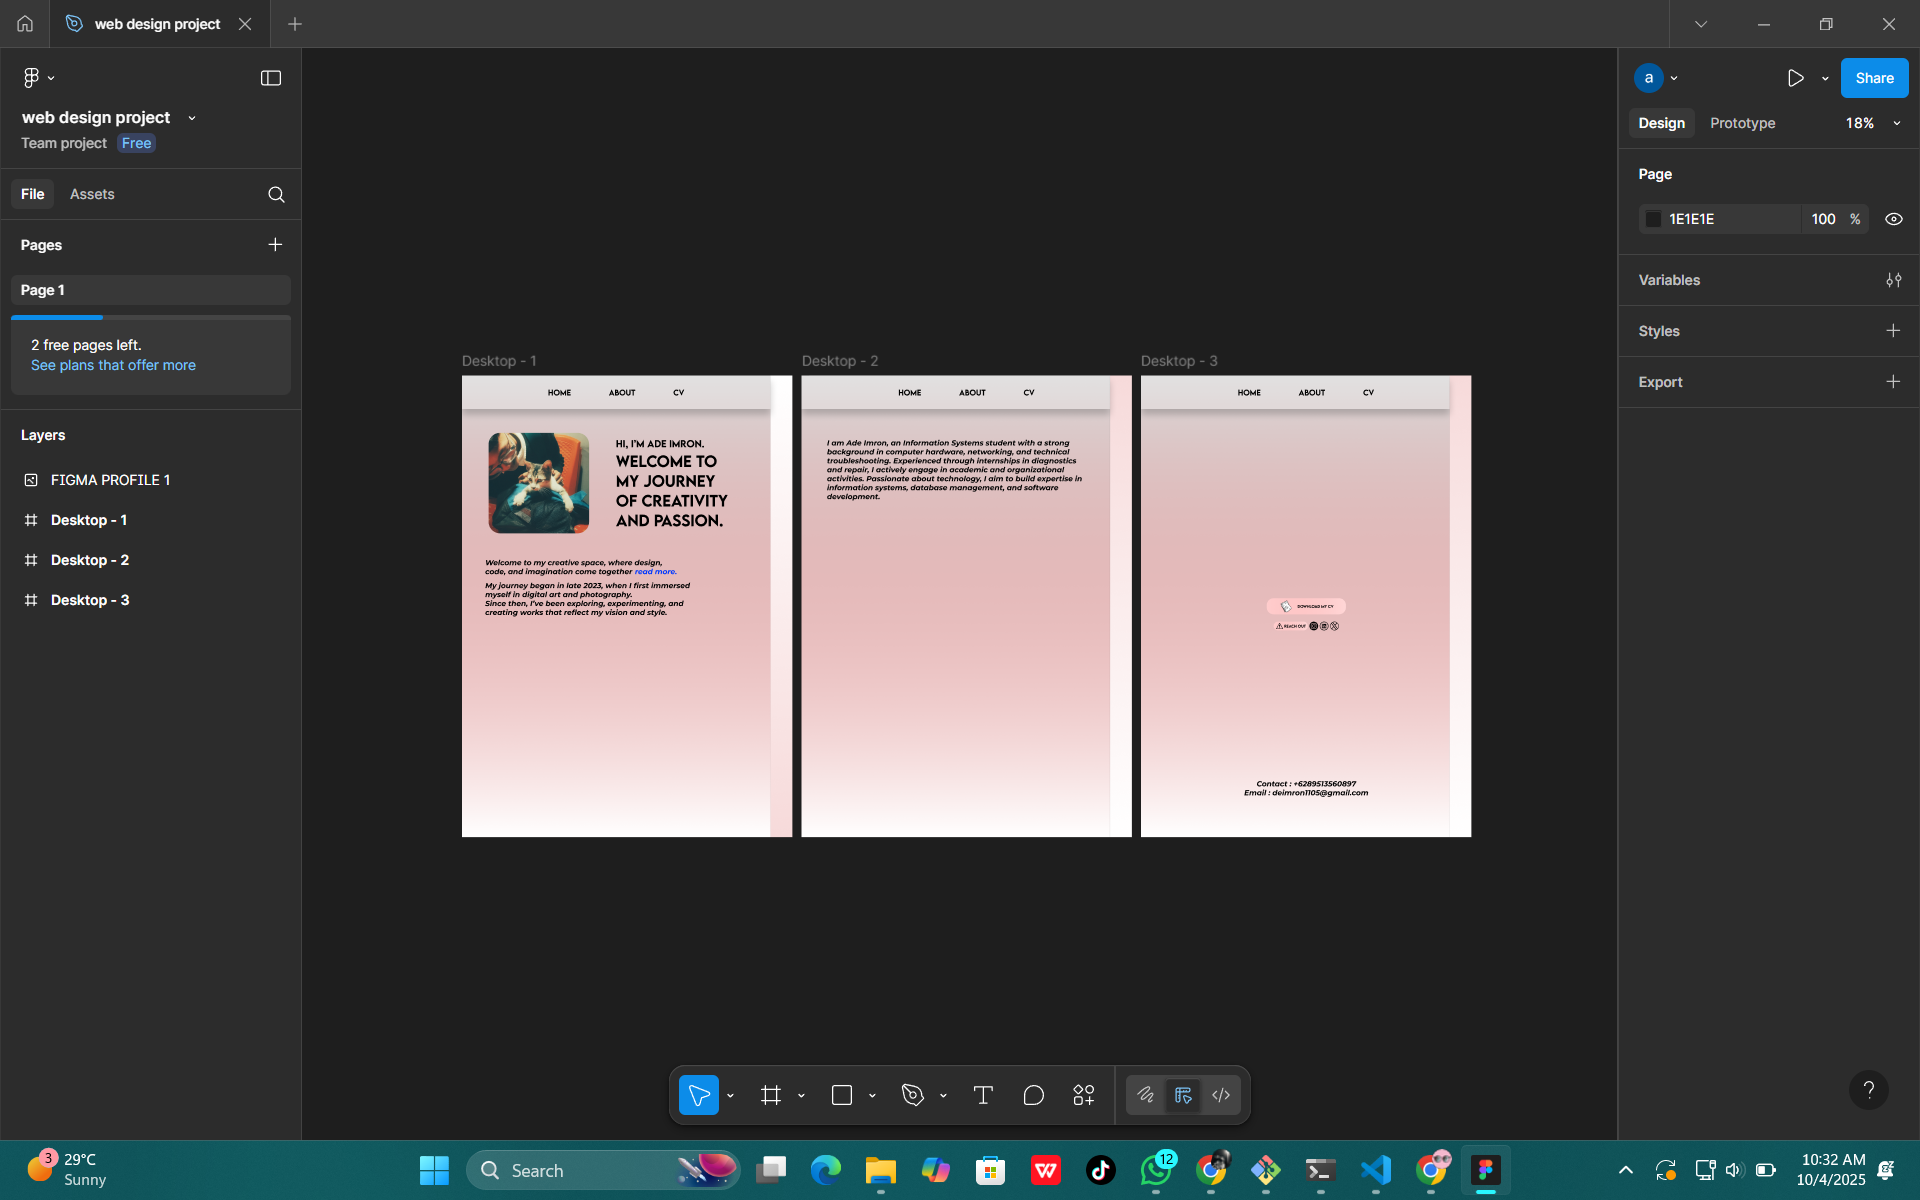 web design project
web design project
Team project Free
File Assets
Pages
Page 1
2 free pages left.
See plans that offer more
Layers
FIGMA PROFILE 1
Desktop - 1
Desktop - 2
Desktop - 3
Desktop - 1
HOME ABOUT CV
HI, I'M ADE IMRON.
WELCOME TO
MY JOURNEY
OF CREATIVITY
AND PASSION.
Welcome to my creative space, where design,
code, and imagination come together read more.
My journey began in late 2023, when I first immersed
myself in digital art and photography.
Since then, I've been exploring, experimenting, and
creating works that reflect my vision and style.
Desktop - 2
HOME ABOUT CV
I am Ade Imron, an Information Systems student with a strong
background in computer hardware, networking, and technical
troubleshooting. Experienced through internships in diagnostics
and repair, I actively engage in academic and organizational
activities. Passionate about technology, I aim to build expertise in
information systems, database management, and software
development.
Desktop - 3
HOME ABOUT CV
DOWNLOAD MY CV
REACH OUT
Contact : +6289513560897
Email : deimron1105@gmail.com
a
Share
Design Prototype 18%
Page
1E1E1E 100 %
Variables
Styles
Export
?
3
29°C
Sunny
Search
12
10:32 AM
10/4/2025